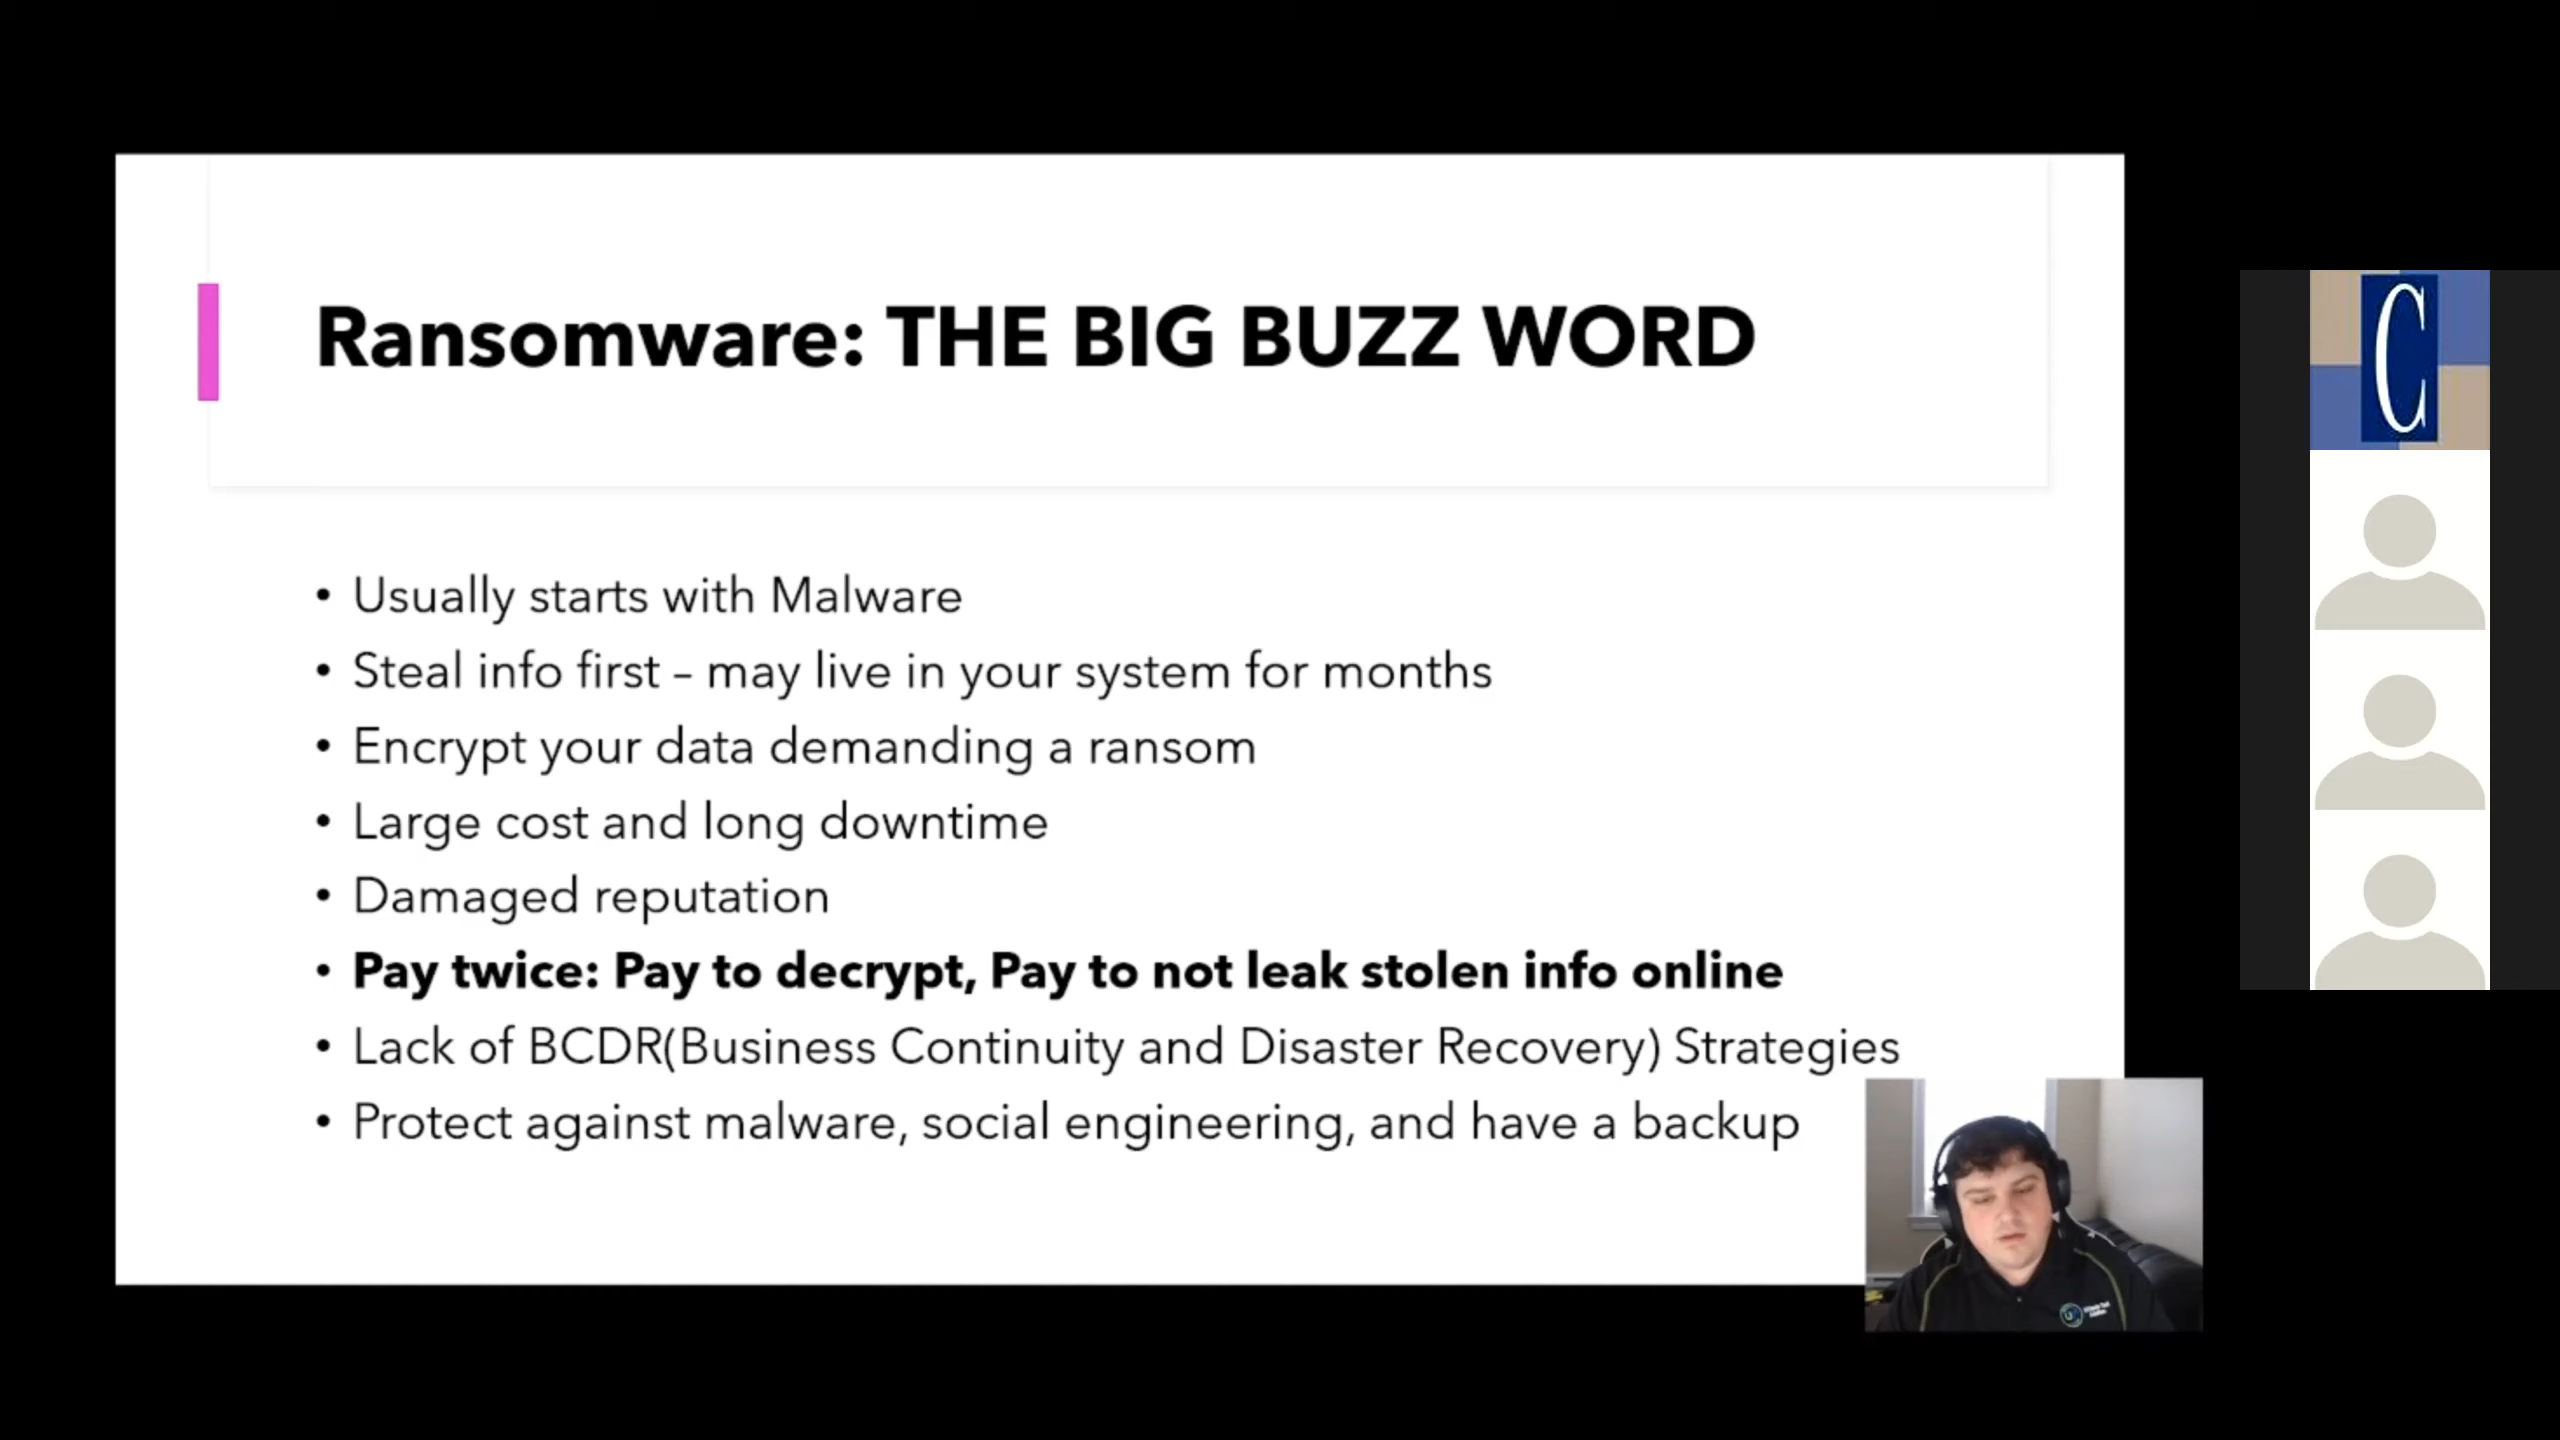 Ransomware: THE BIG BUZZ WORD
• Usually starts with Malware
• Steal info first – may live in your system for months
• Encrypt your data demanding a ransom
• Large cost and long downtime
• Damaged reputation
• Pay twice: Pay to decrypt, Pay to not leak stolen info online
• Lack of BCDR(Business Continuity and Disaster Recovery) Strategies
• Protect against malware, social engineering, and have a backup
C